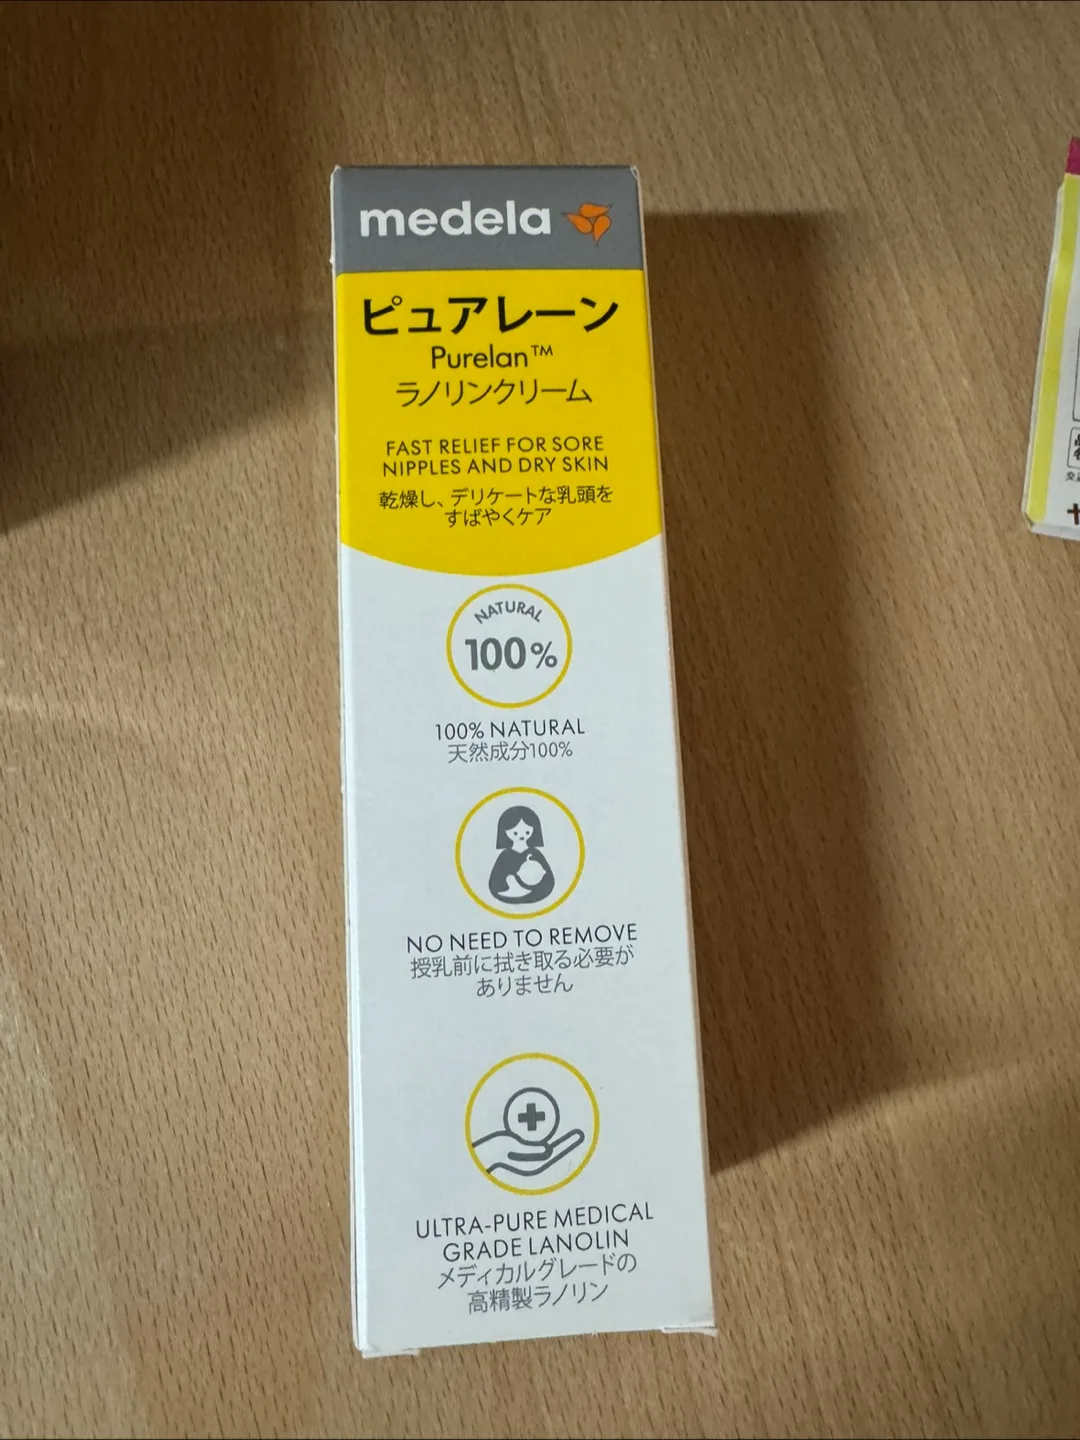 medela
ピュアレーン
Purelan™
ラノリンクリーム
FAST RELIEF FOR SORE
NIPPLES AND DRY SKIN
乾燥し、デリケートな乳頭を
すばやくケア
NATURAL
100%
100% NATURAL
天然成分100%
NO NEED TO REMOVE
授乳前に拭き取る必要が
ありません
ULTRA-PURE MEDICAL
GRADE LANOLIN
メディカルグレードの
高精製ラノリン